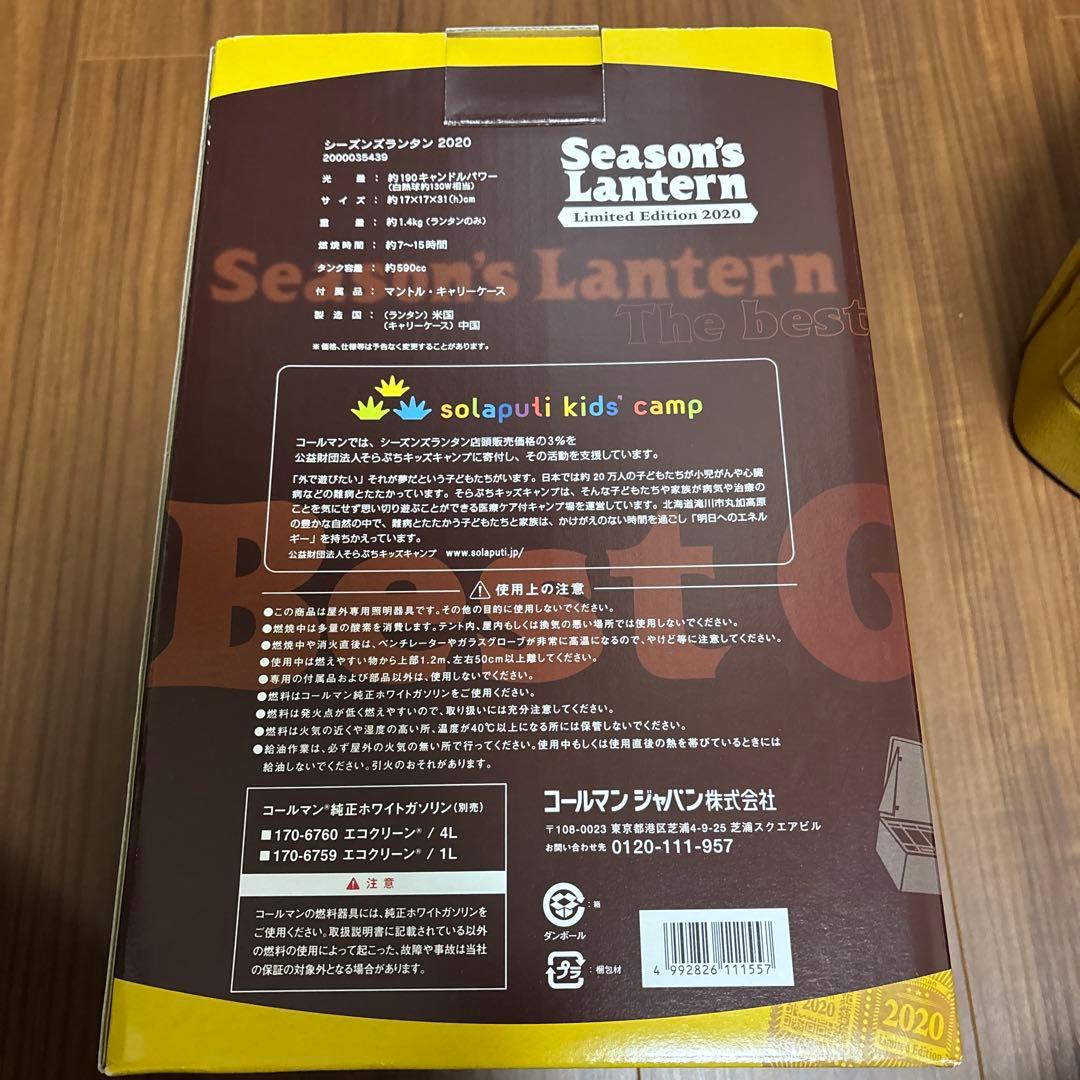 シーズンズランタン 2020
2000035439
光量：約190キャンドルパワー
（白熱球約130W相当）
サイズ：約17×17×31(h)cm
重量：約1.4kg（ランタンのみ）
燃焼時間：約7〜15時間
タンク容量：約590cc
付属品：マントル・キャリーケース
製造国：（ランタン）米国
（キャリーケース）中国
※価格、仕様等は予告なく変更することがあります。
Season's
Lantern
Limited Edition 2020
Season's Lantern
The best
solaputi kids' camp
コールマンでは、シーズンズランタン店頭販売価格の3%を
公益財団法人そらぷちキッズキャンプに寄付し、その活動を支援しています。
「外で遊びたい」それが夢だという子どもたちがいます。日本では約20万人の子どもたちが小児がんや心臓
病などの難病とたたかっています。そらぷちキッズキャンプは、そんな子どもたちや家族が病気や治療の
ことを気にせず思い切り遊ぶことができる医療ケア付キャンプ場を運営しています。北海道滝川市丸加高原
の豊かな自然の中で、難病とたたかう子どもたちと家族は、かけがえのない時間を過ごし「明日へのエネル
ギー」を持ちかえっています。
公益財団法人そらぷちキッズキャンプ www.solaputi.jp/
Best G
使用上の注意
●この商品は屋外専用照明器具です。その他の目的に使用しないでください。
●燃焼中は多量の酸素を消費します。テント内、屋内もしくは換気の悪い場所では使用しないでください。
●燃焼中や消火直後は、ベンチレーターやガラスグローブが非常に高温になるので、やけど等に注意してください。
●使用中は燃えやすい物から上部1.2m、左右50cm以上離してください。
●専用の付属品および部品以外は、使用しないでください。
●燃料はコールマン純正ホワイトガソリンをご使用ください。
●燃料は発火点が低く燃えやすいので、取り扱いには充分注意してください。
●燃料は火気の近くや湿度の高い所、温度が40℃以上になる所には保管しないでください。
●給油作業は、必ず屋外の火気の無い所で行ってください。使用中もしくは使用直後の熱を帯びているときには
給油しないでください。引火のおそれがあります。
コールマン®純正ホワイトガソリン（別売）
■170-6760 エコクリーン® / 4L
■170-6759 エコクリーン® / 1L
注意
コールマンの燃料器具には、純正ホワイトガソリンを
ご使用ください。取扱説明書に記載されている以外
の燃料の使用によって起こった、故障や事故は当社
の保証の対象外となる場合があります。
コールマン ジャパン株式会社
〒108-0023 東京都港区芝浦4-9-25 芝浦スクエアビル
お問い合わせ先 0120-111-957
：箱
ダンボール
プラ
：梱包材
4 992826 111557
2020
2020
Limited Edition